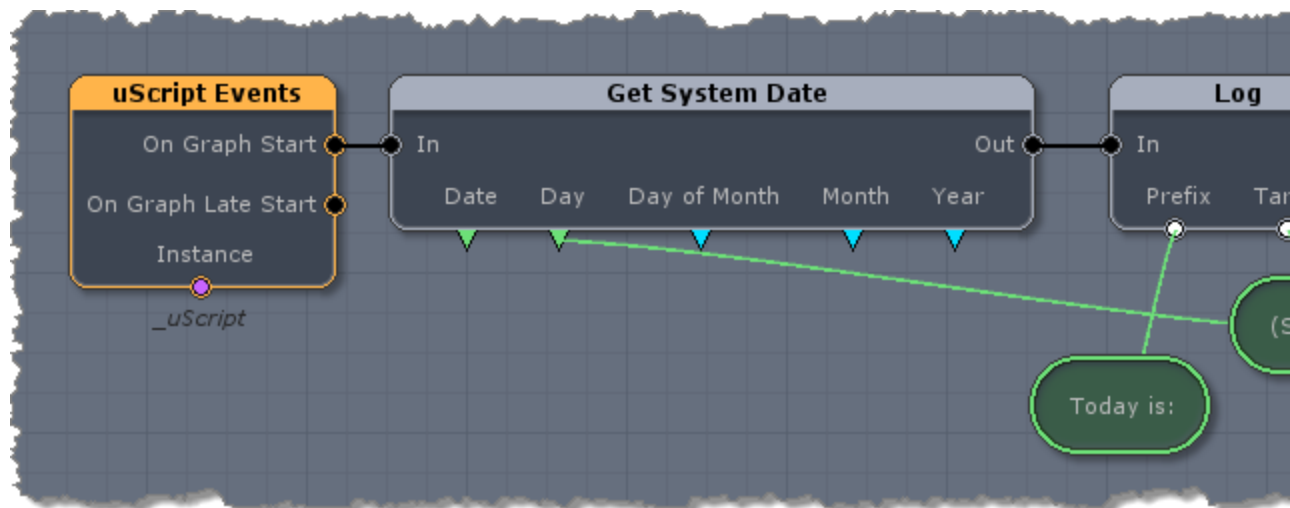 uScript Events
On Graph Start
On Graph Late Start
Instance
_uScript
Get System Date
In
Out
Date Day Day of Month Month Year
Log
In
Prefix
Today is: